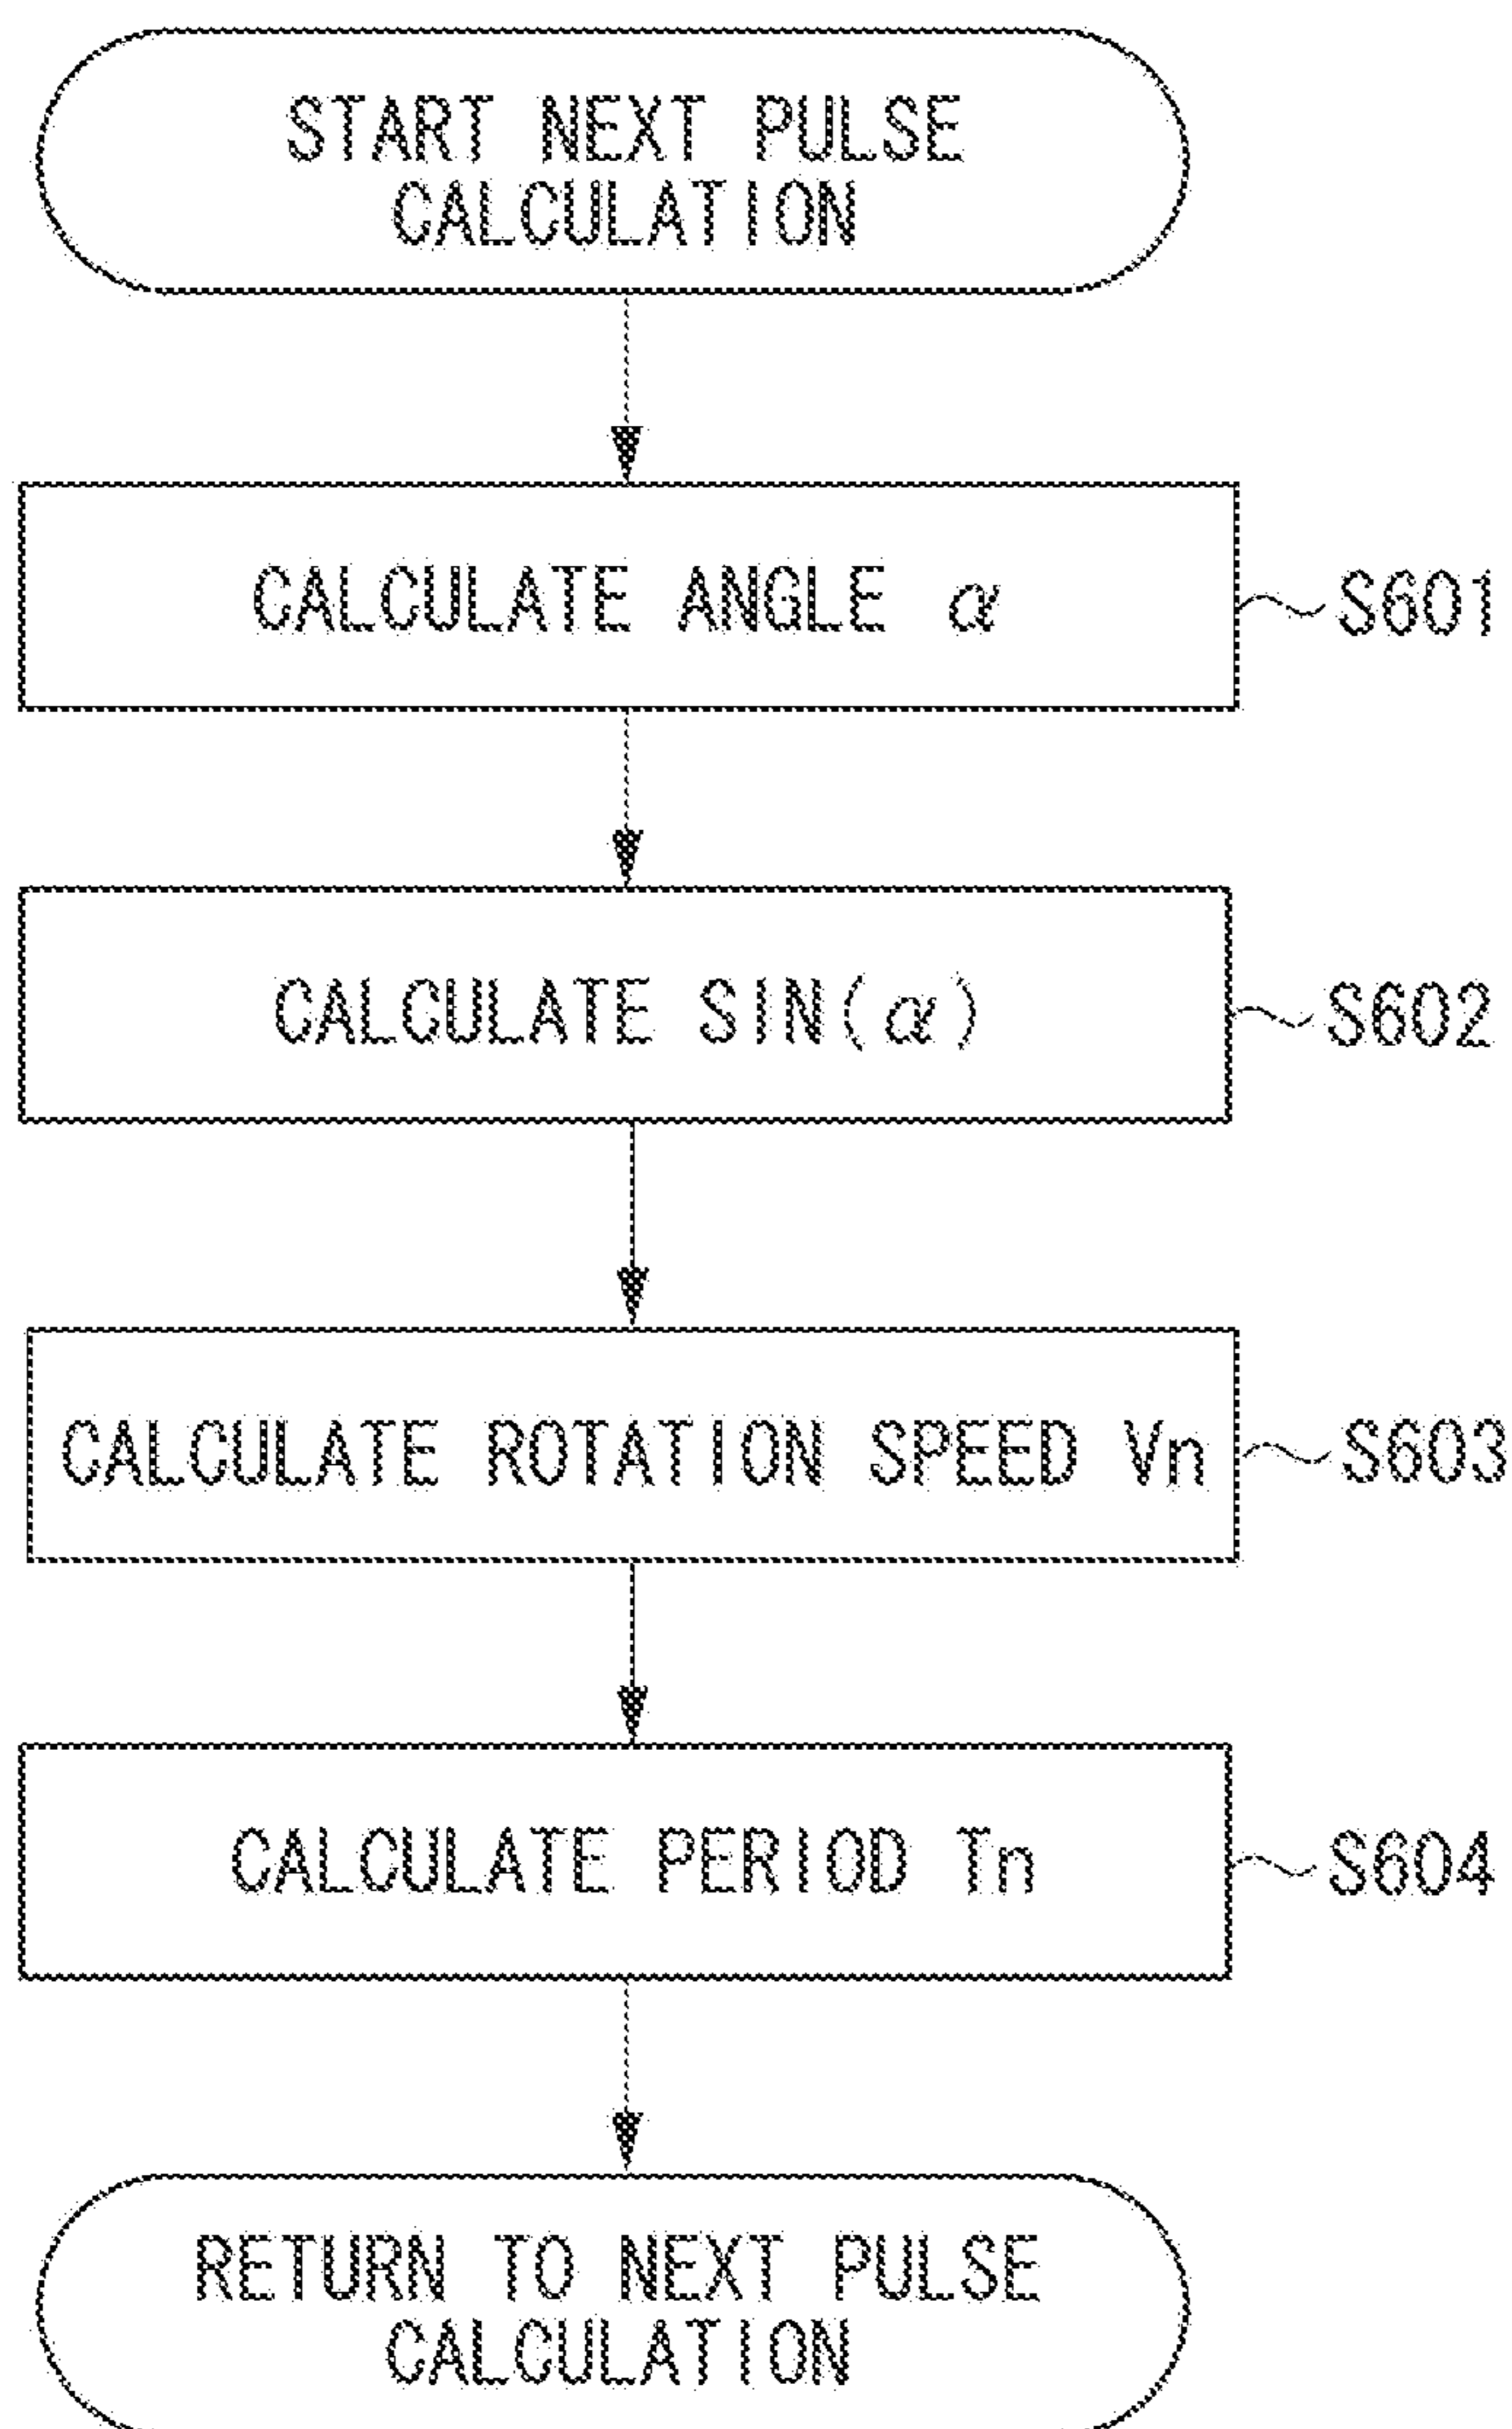 START NEXT PULSE
CALCULATION
CALCULATE ANGLE α
S601
CALCULATE SIN(α)
S602
CALCULATE ROTATION SPEED Vn
S603
CALCULATE PERIOD Tn
S604
RETURN TO NEXT PULSE
CALCULATION